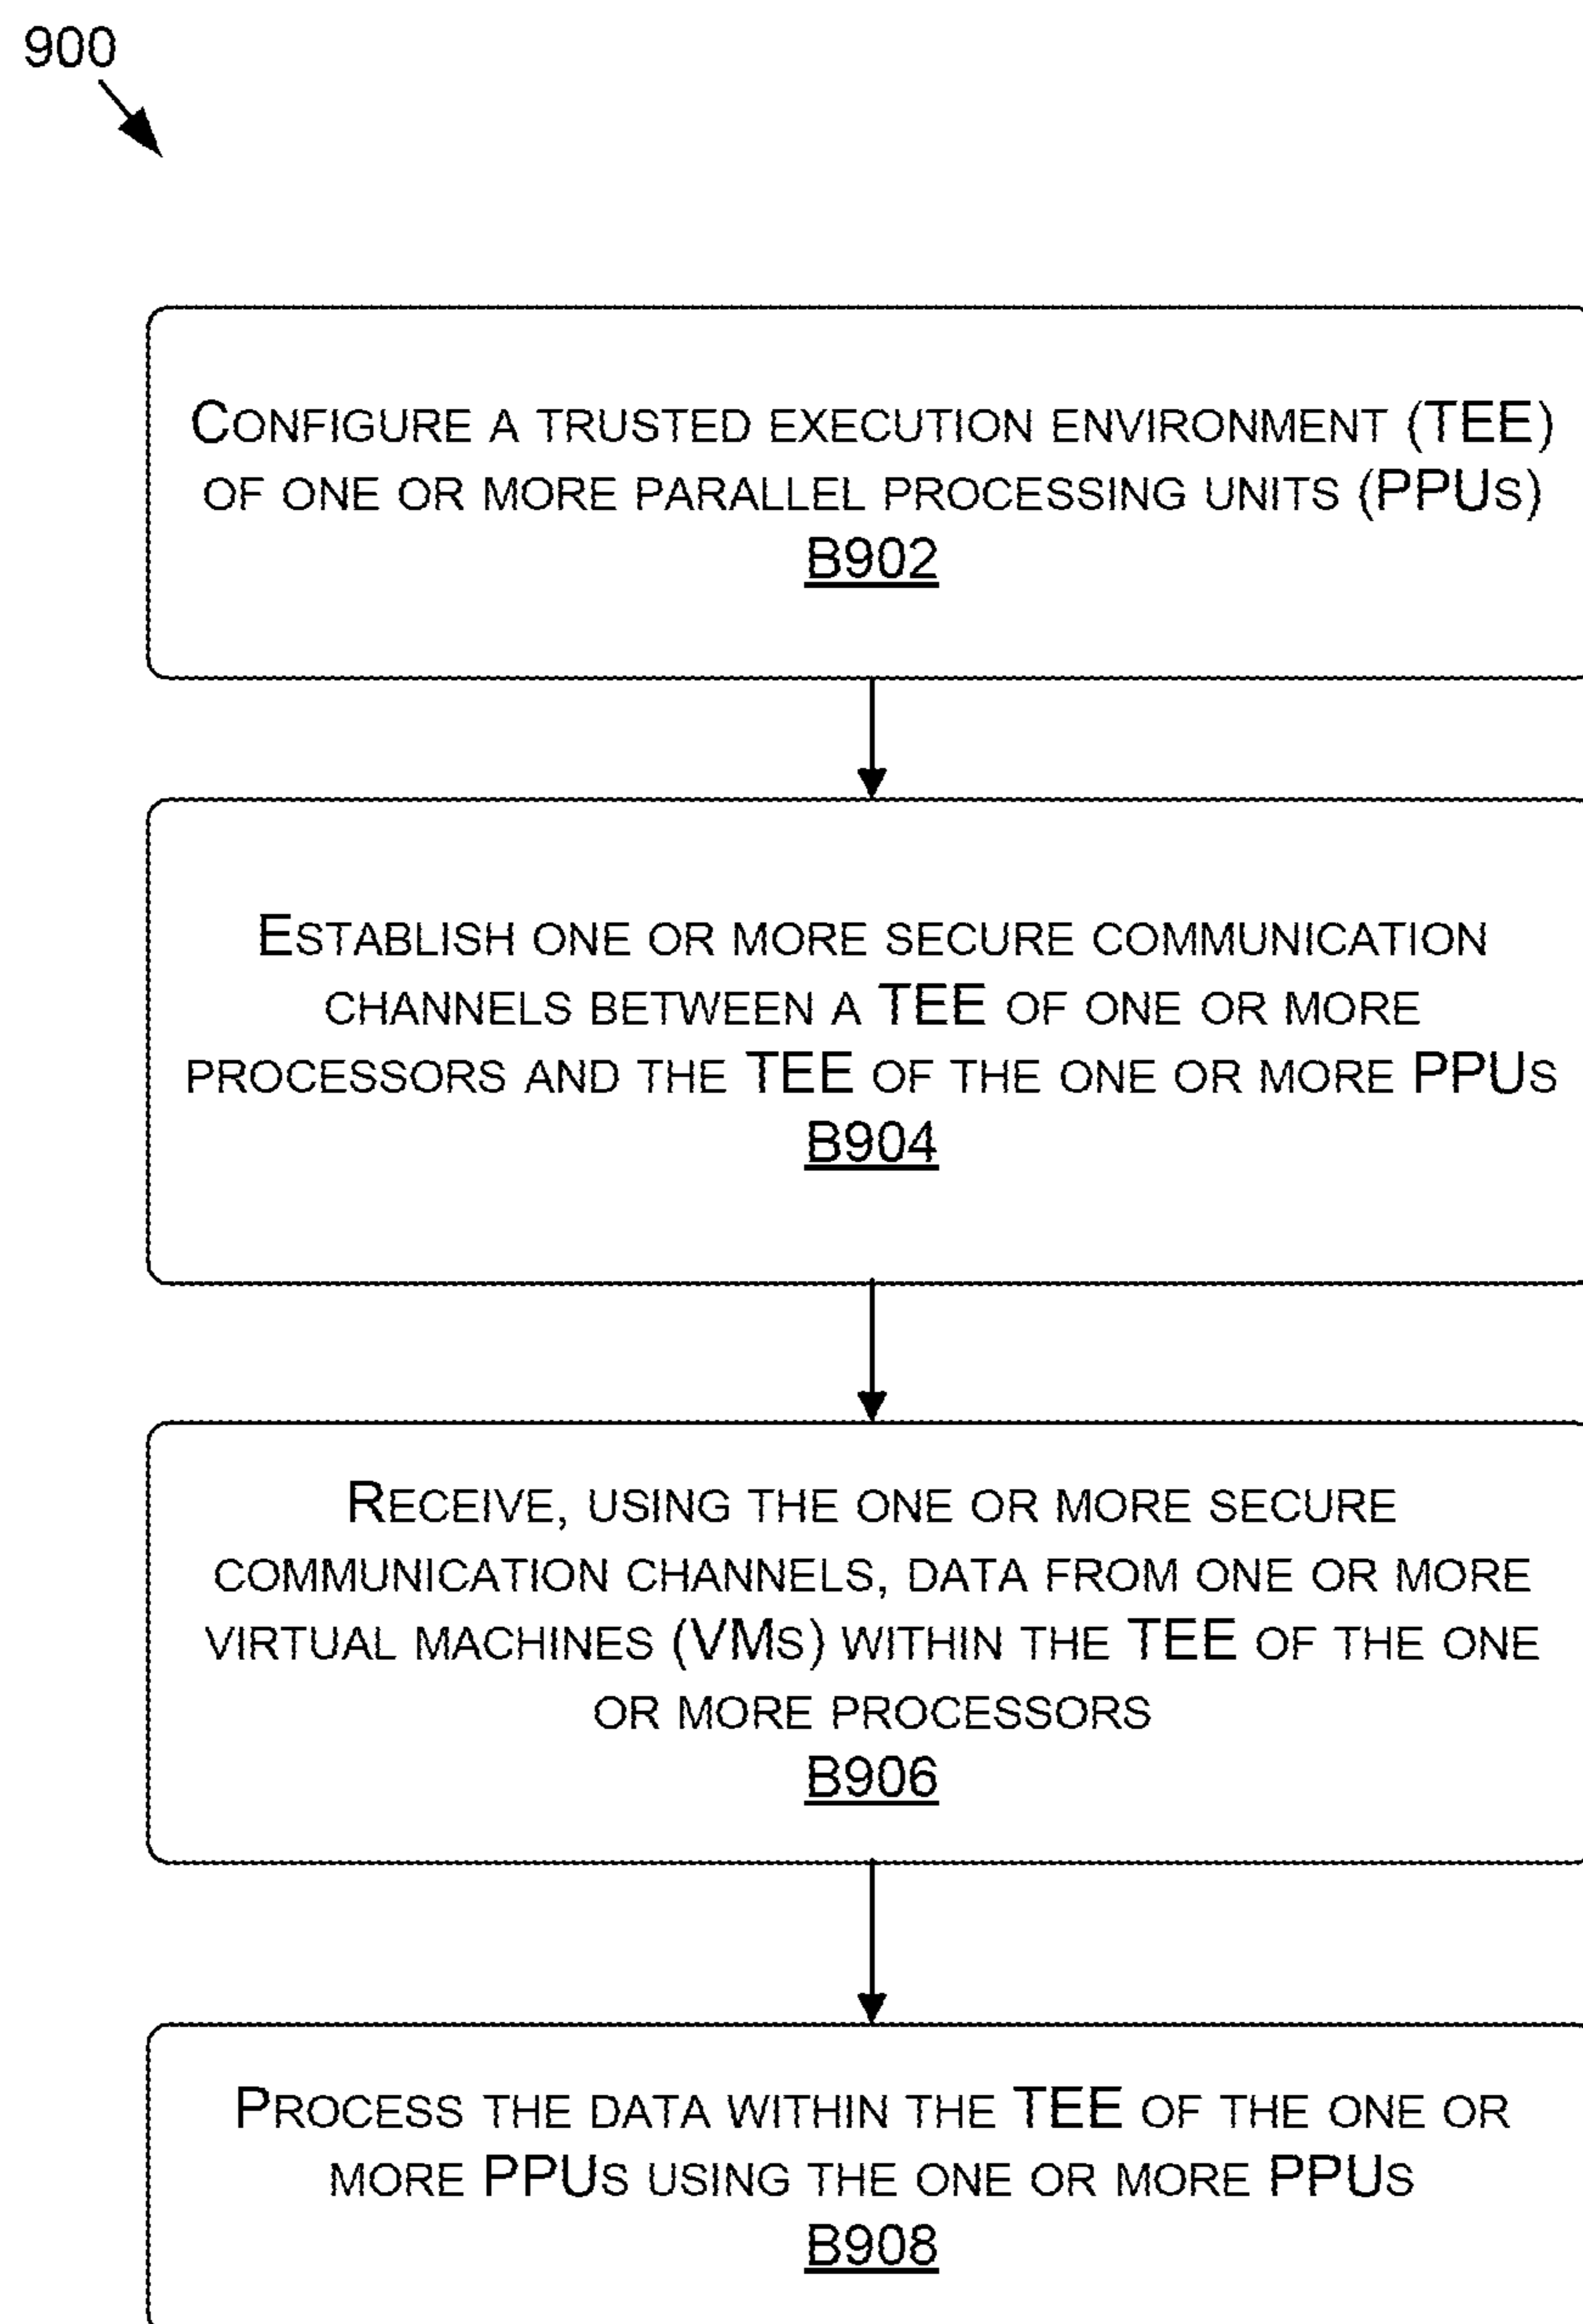 900
CONFIGURE A TRUSTED EXECUTION ENVIRONMENT (TEE)
OF ONE OR MORE PARALLEL PROCESSING UNITS (PPUS)
B902
ESTABLISH ONE OR MORE SECURE COMMUNICATION
CHANNELS BETWEEN A TEE OF ONE OR MORE
PROCESSORS AND THE TEE OF THE ONE OR MORE PPUS
B904
RECEIVE, USING THE ONE OR MORE SECURE
COMMUNICATION CHANNELS, DATA FROM ONE OR MORE
VIRTUAL MACHINES (VMS) WITHIN THE TEE OF THE ONE
OR MORE PROCESSORS
B906
PROCESS THE DATA WITHIN THE TEE OF THE ONE OR
MORE PPUS USING THE ONE OR MORE PPUS
B908